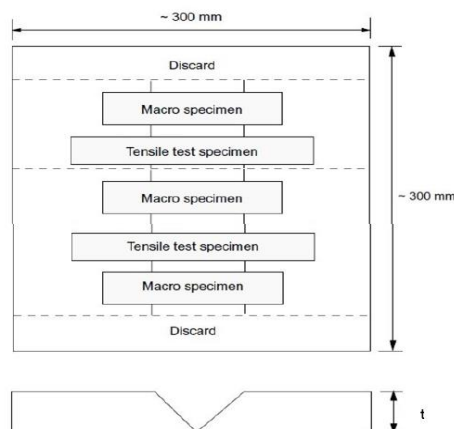 ~ 300 mm
Discard
Macro specimen
Tensile test specimen
Macro specimen
~ 300 mm
Tensile test specimen
Macro specimen
Discard
t